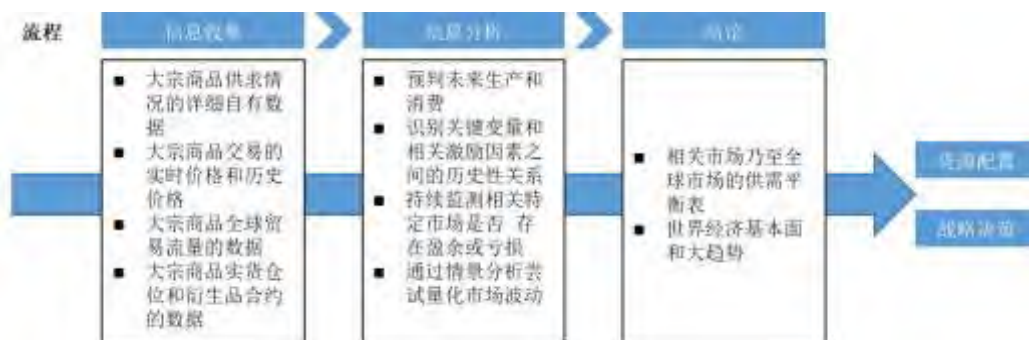 流程
信息收集
信息分析
结论
■ 大宗商品供求情
况的详细自有数
据
■ 大宗商品交易的
实时价格和历史
价格
■ 大宗商品全球贸
易流量的数据
■ 大宗商品实货仓
位和衍生品合约
的数据
■ 预判未来生产和
消费
■ 识别关键变量和
相关激励因素之
间的历史性关系
■ 持续监测相关特
定市场是否 存
在盈余或亏损
■ 通过情景分析尝
试量化市场波动
■ 相关市场乃至全
球市场的供需平
衡表
■ 世界经济基本面
和大趋势
资源配置
战略决策